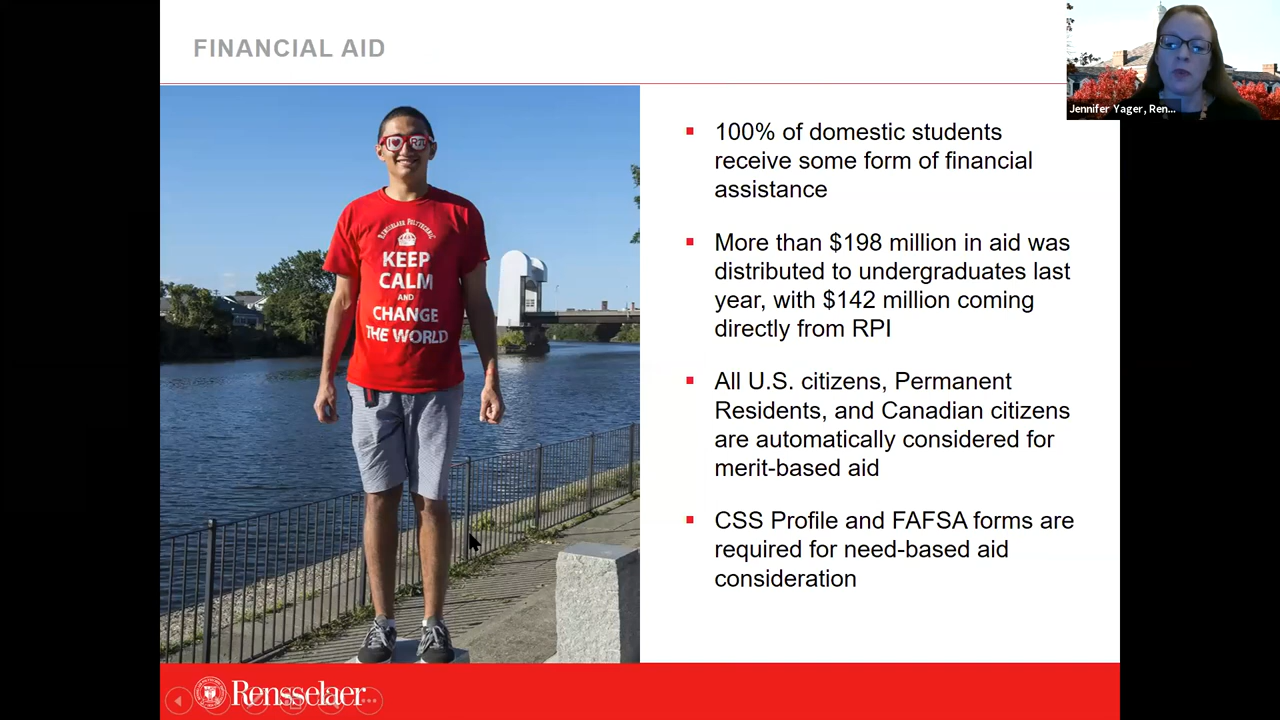 FINANCIAL AID
Jennifer Yager, Ren...
I ♥ RPI
RENSSELAER POLYTECHNIC
KEEP
CALM
AND
CHANGE
THE WORLD
100% of domestic students
receive some form of financial
assistance
More than $198 million in aid was
distributed to undergraduates last
year, with $142 million coming
directly from RPI
All U.S. citizens, Permanent
Residents, and Canadian citizens
are automatically considered for
merit-based aid
CSS Profile and FAFSA forms are
required for need-based aid
consideration
Rensselaer